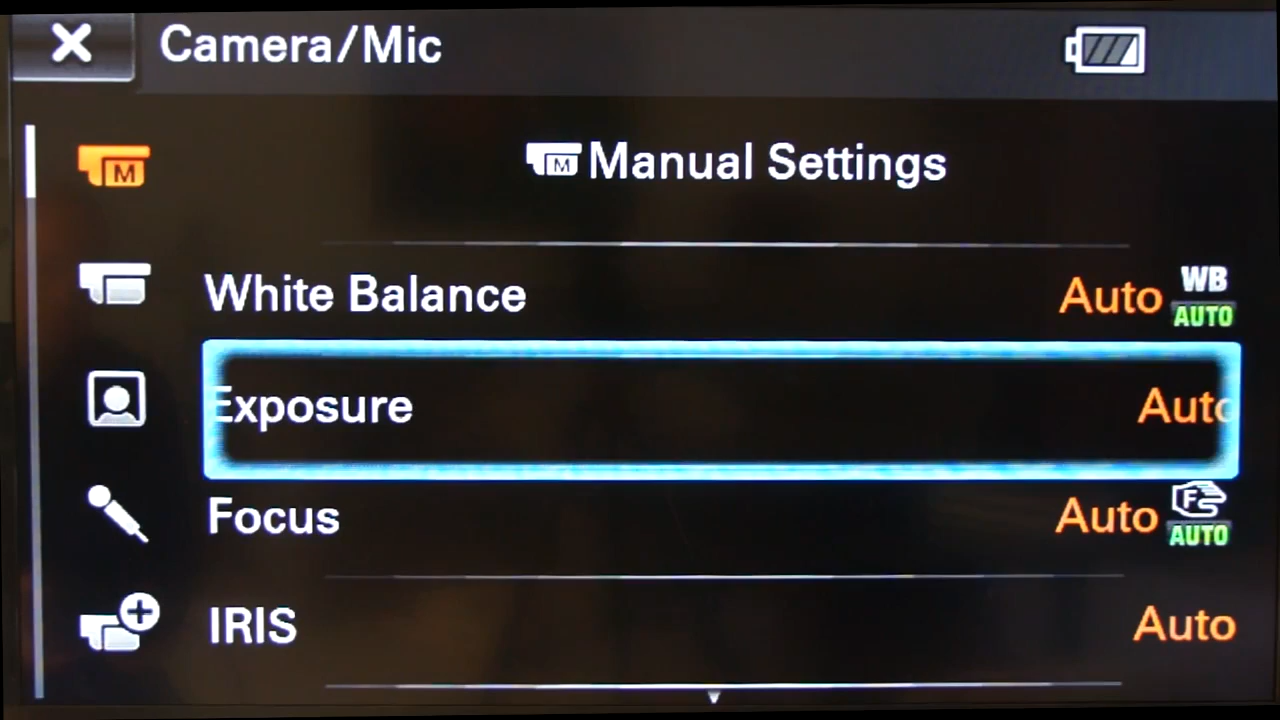 Camera/Mic
M
M Manual Settings
White Balance Auto WB AUTO
Exposure Auto
Focus Auto F AUTO
IRIS Auto